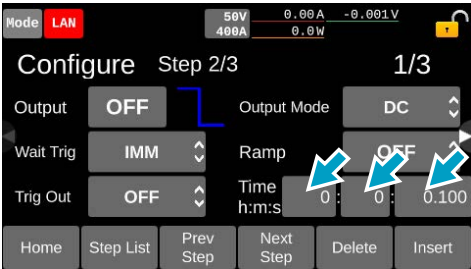 Mode LAN 50V 0.00A -0.001V
400A 0.0W
Configure Step 2/3 1/3
Output OFF Output Mode DC
Wait Trig IMM Ramp OFF
Trig Out OFF Time h:m:s 0 : 0 : 0.100
Home Step List Prev Step Next Step Delete Insert